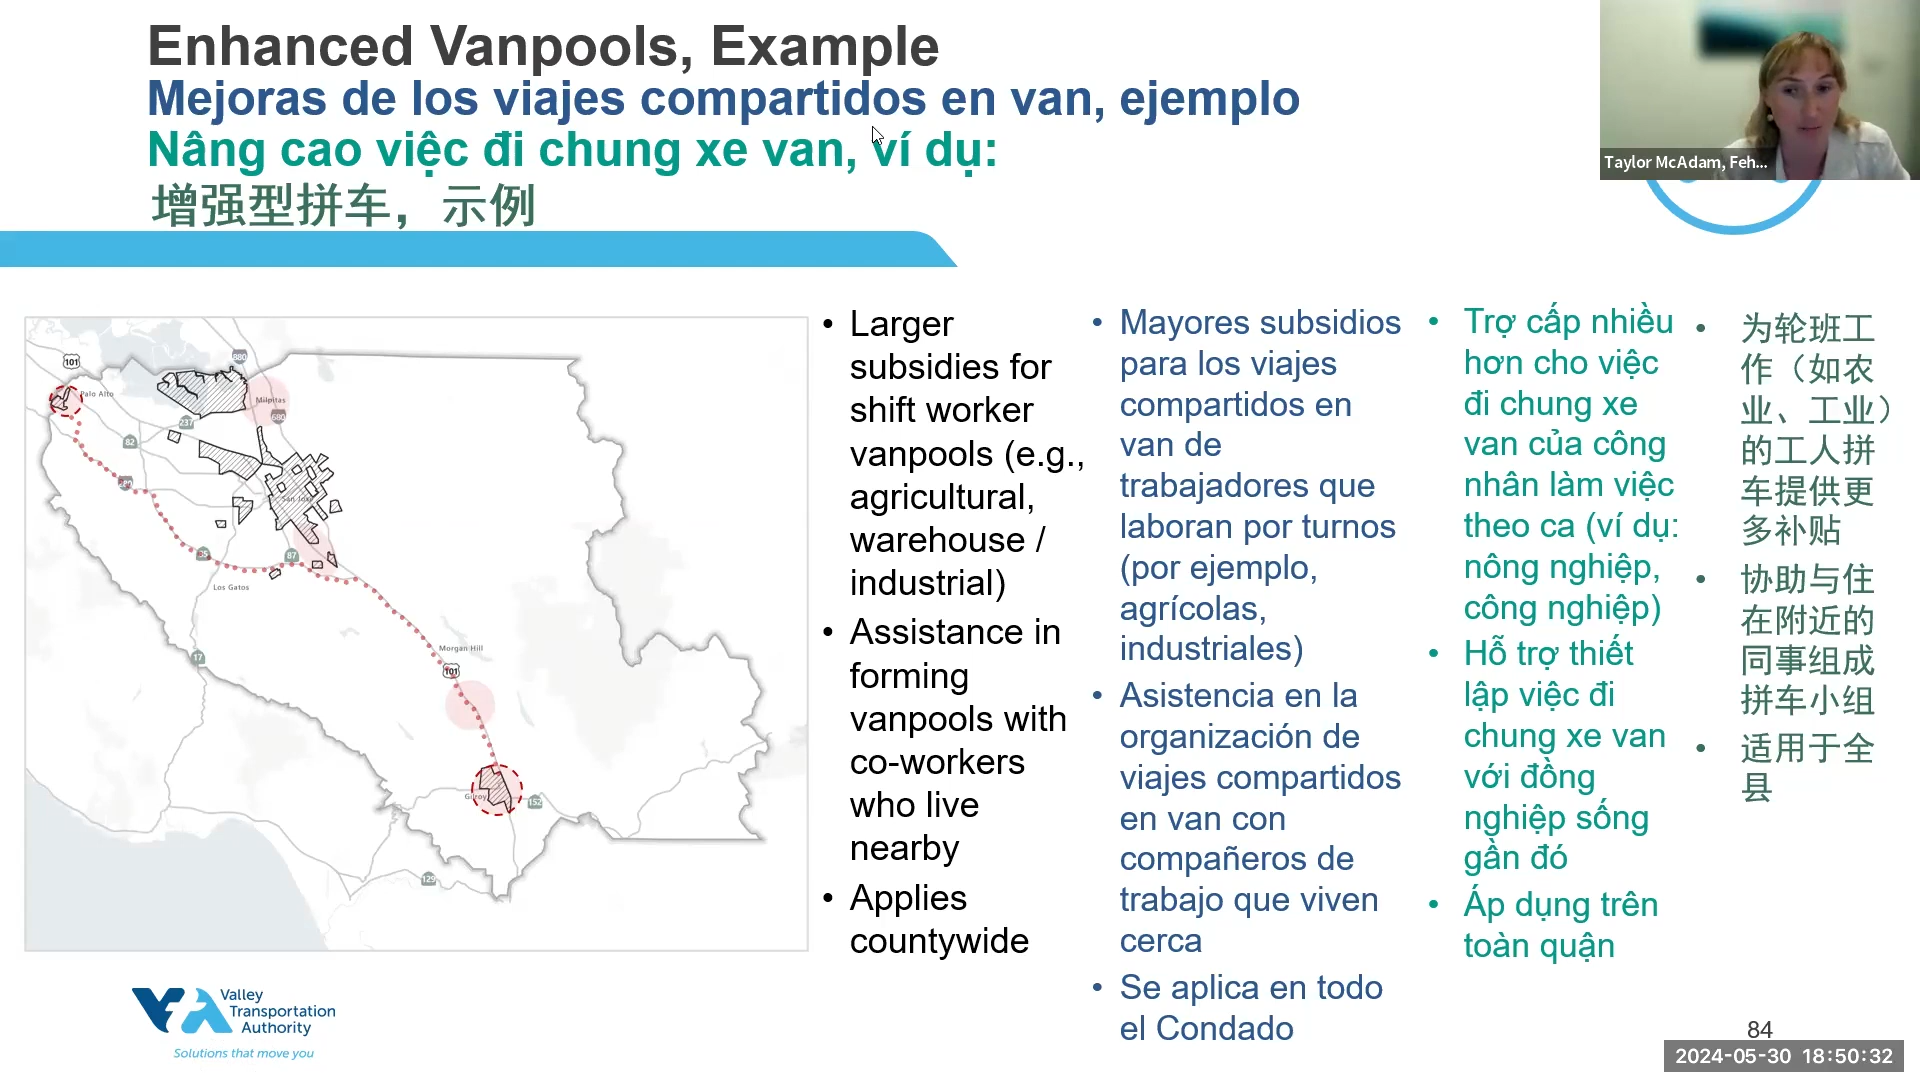 Enhanced Vanpools, Example
Mejoras de los viajes compartidos en van, ejemplo
Nâng cao việc đi chung xe van, ví dụ:
增强型拼车，示例
Taylor McAdam, Feh...
101
880
Palo Alto
Milpitas
680
237
82
280
San Jose
85
87
Los Gatos
Morgan Hill
101
17
Gilroy
152
129
• Larger
subsidies for
shift worker
vanpools (e.g.,
agricultural,
warehouse /
industrial)
• Assistance in
forming
vanpools with
co-workers
who live
nearby
• Applies
countywide
• Mayores subsidios
para los viajes
compartidos en
van de
trabajadores que
laboran por turnos
(por ejemplo,
agrícolas,
industriales)
• Asistencia en la
organización de
viajes compartidos
en van con
compañeros de
trabajo que viven
cerca
• Se aplica en todo
el Condado
• Trợ cấp nhiều
hơn cho việc
đi chung xe
van của công
nhân làm việc
theo ca (ví dụ:
nông nghiệp,
công nghiệp)
• Hỗ trợ thiết
lập việc đi
chung xe van
với đồng
nghiệp sống
gần đó
• Áp dụng trên
toàn quận
• 为轮班工
作（如农
业、工业）
的工人拼
车提供更
多补贴
• 协助与住
在附近的
同事组成
拼车小组
• 适用于全
县
VTA
Valley
Transportation
Authority
Solutions that move you
84
2024-05-30 18:50:32